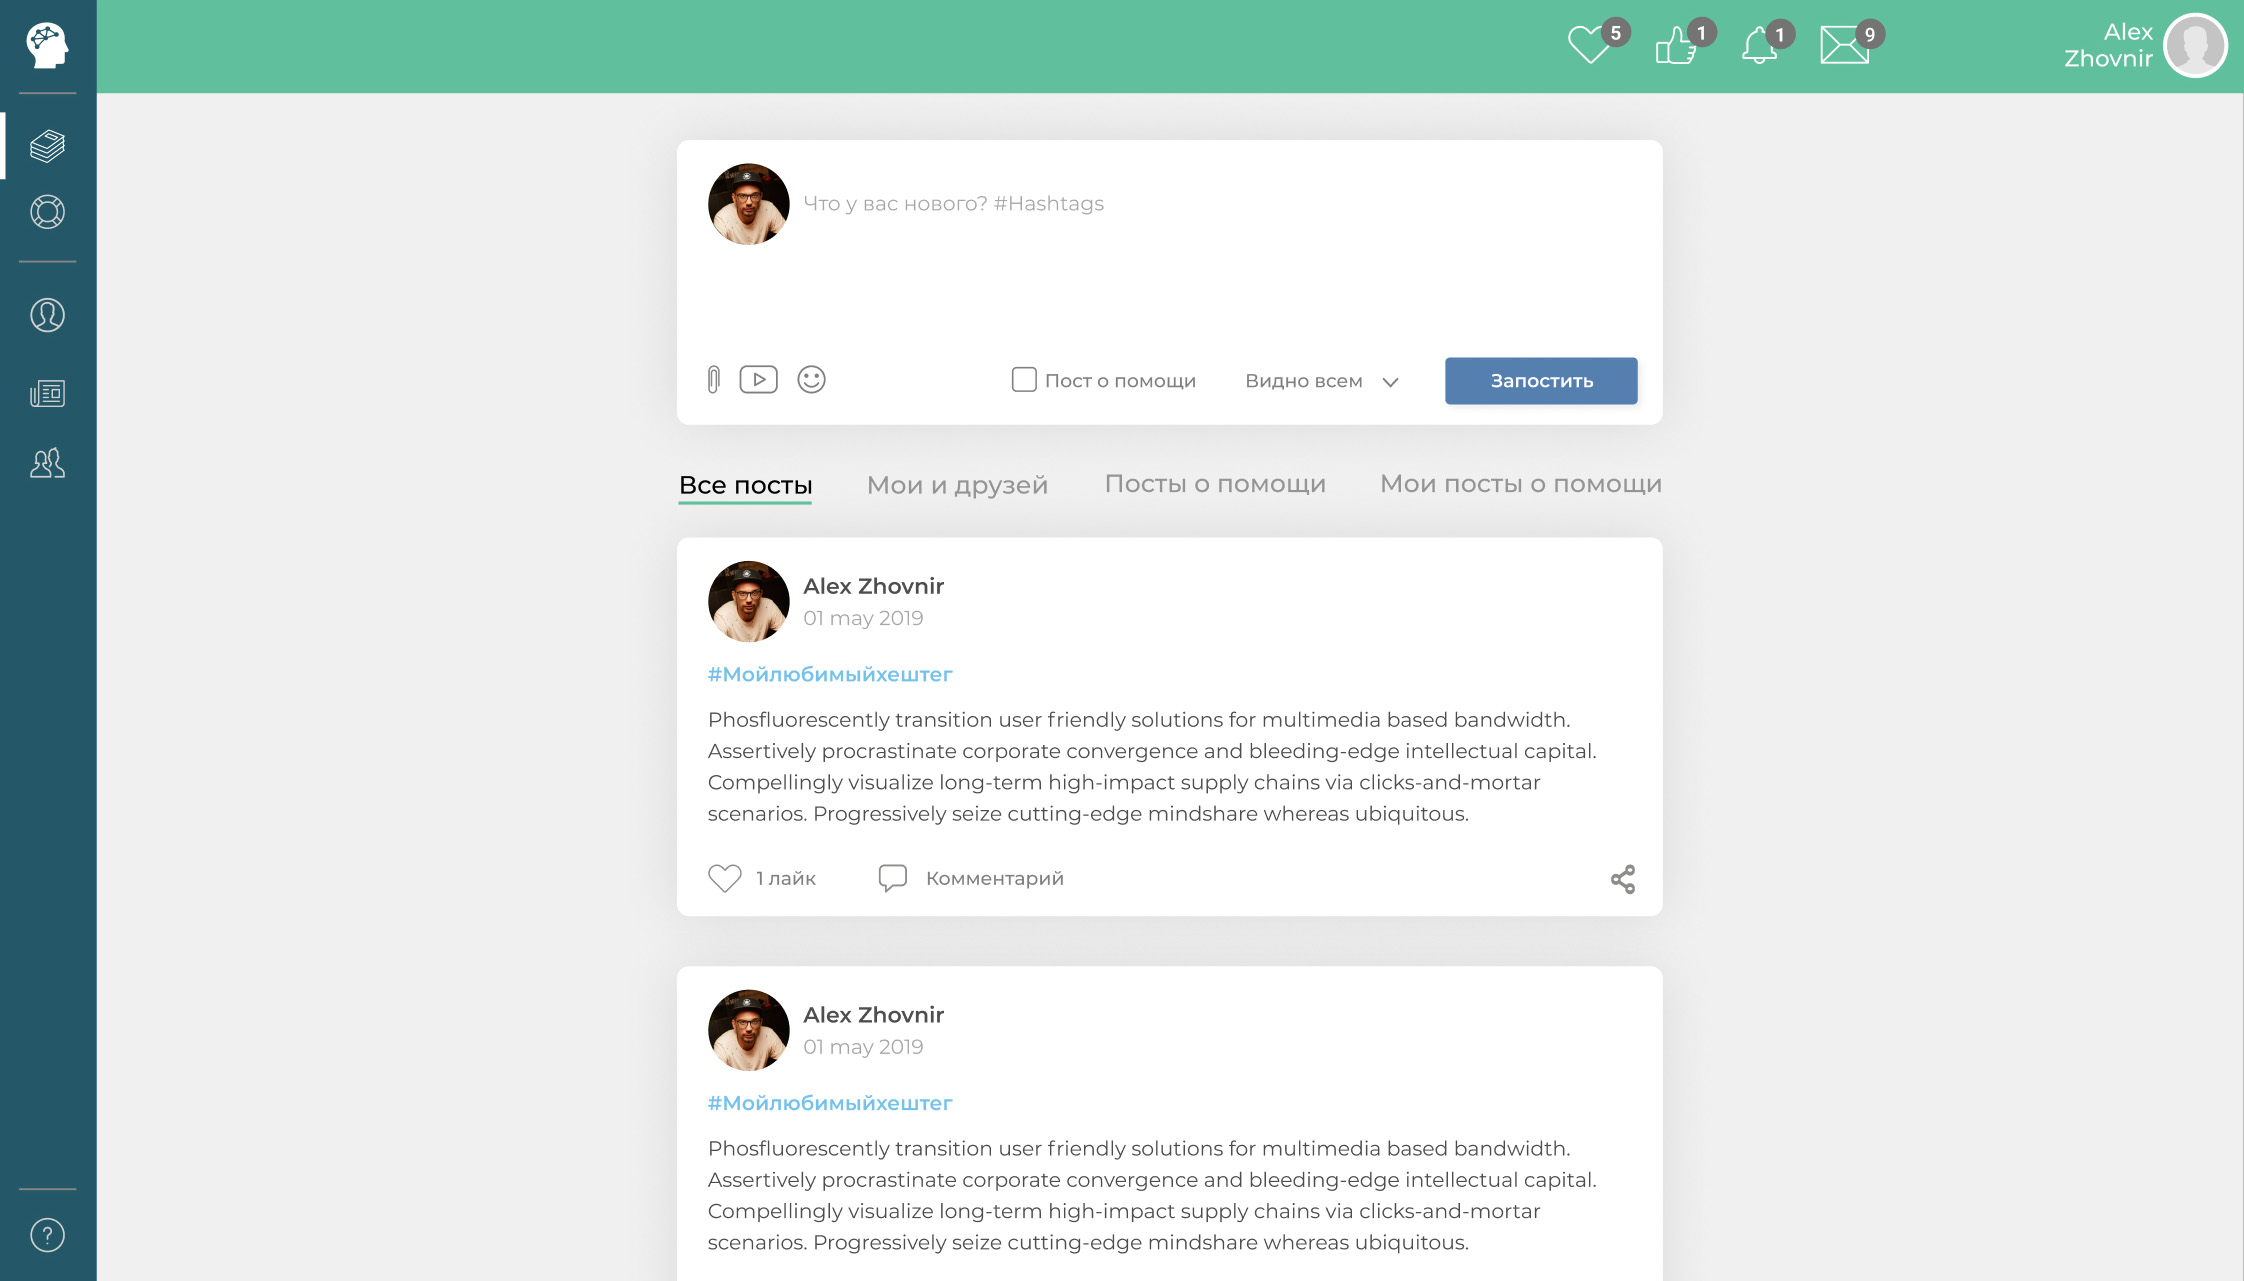 5
1
1
9
Alex
Zhovnir
Что у вас нового? #Hashtags
Пост о помощи
Видно всем
Запостить
Все посты
Мои и друзей
Посты о помощи
Мои посты о помощи
Alex Zhovnir
01 may 2019
#Мойлюбимыйхештег
Phosfluorescently transition user friendly solutions for multimedia based bandwidth.
Assertively procrastinate corporate convergence and bleeding-edge intellectual capital.
Compellingly visualize long-term high-impact supply chains via clicks-and-mortar
scenarios. Progressively seize cutting-edge mindshare whereas ubiquitous.
1 лайк
Комментарий
Alex Zhovnir
01 may 2019
#Мойлюбимыйхештег
Phosfluorescently transition user friendly solutions for multimedia based bandwidth.
Assertively procrastinate corporate convergence and bleeding-edge intellectual capital.
Compellingly visualize long-term high-impact supply chains via clicks-and-mortar
scenarios. Progressively seize cutting-edge mindshare whereas ubiquitous.
?